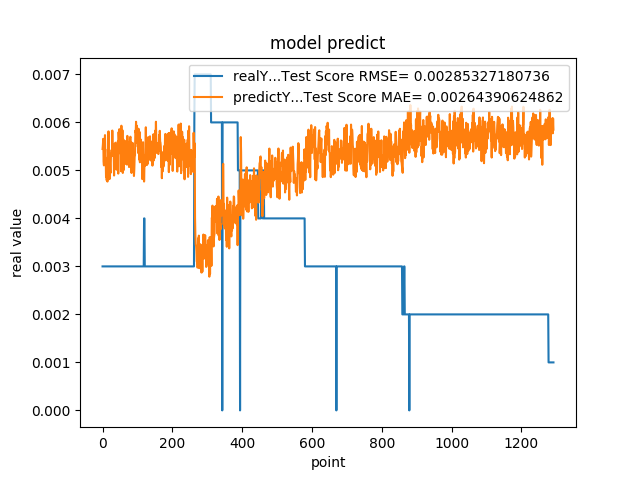 model predict
realY...Test Score RMSE= 0.00285327180736
predictY...Test Score MAE= 0.00264390624862
0.007
0.006
0.005
0.004
0.003
0.002
0.001
0.000
real value
0 200 400 600 800 1000 1200
point